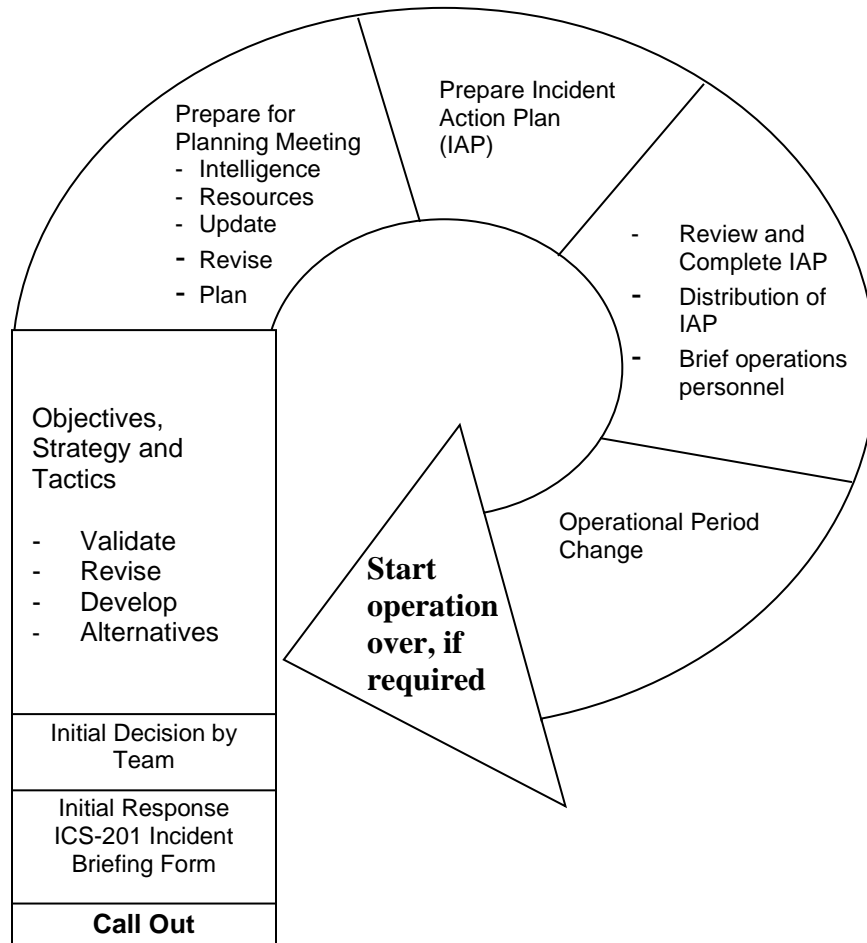 Prepare for
Planning Meeting
- Intelligence
- Resources
- Update
- Revise
- Plan
Prepare Incident
Action Plan
(IAP)
- Review and
Complete IAP
- Distribution of
IAP
- Brief operations
personnel
Operational Period
Change
Start
operation
over, if
required
Objectives,
Strategy and
Tactics
- Validate
- Revise
- Develop
- Alternatives
Initial Decision by
Team
Initial Response
ICS-201 Incident
Briefing Form
Call Out